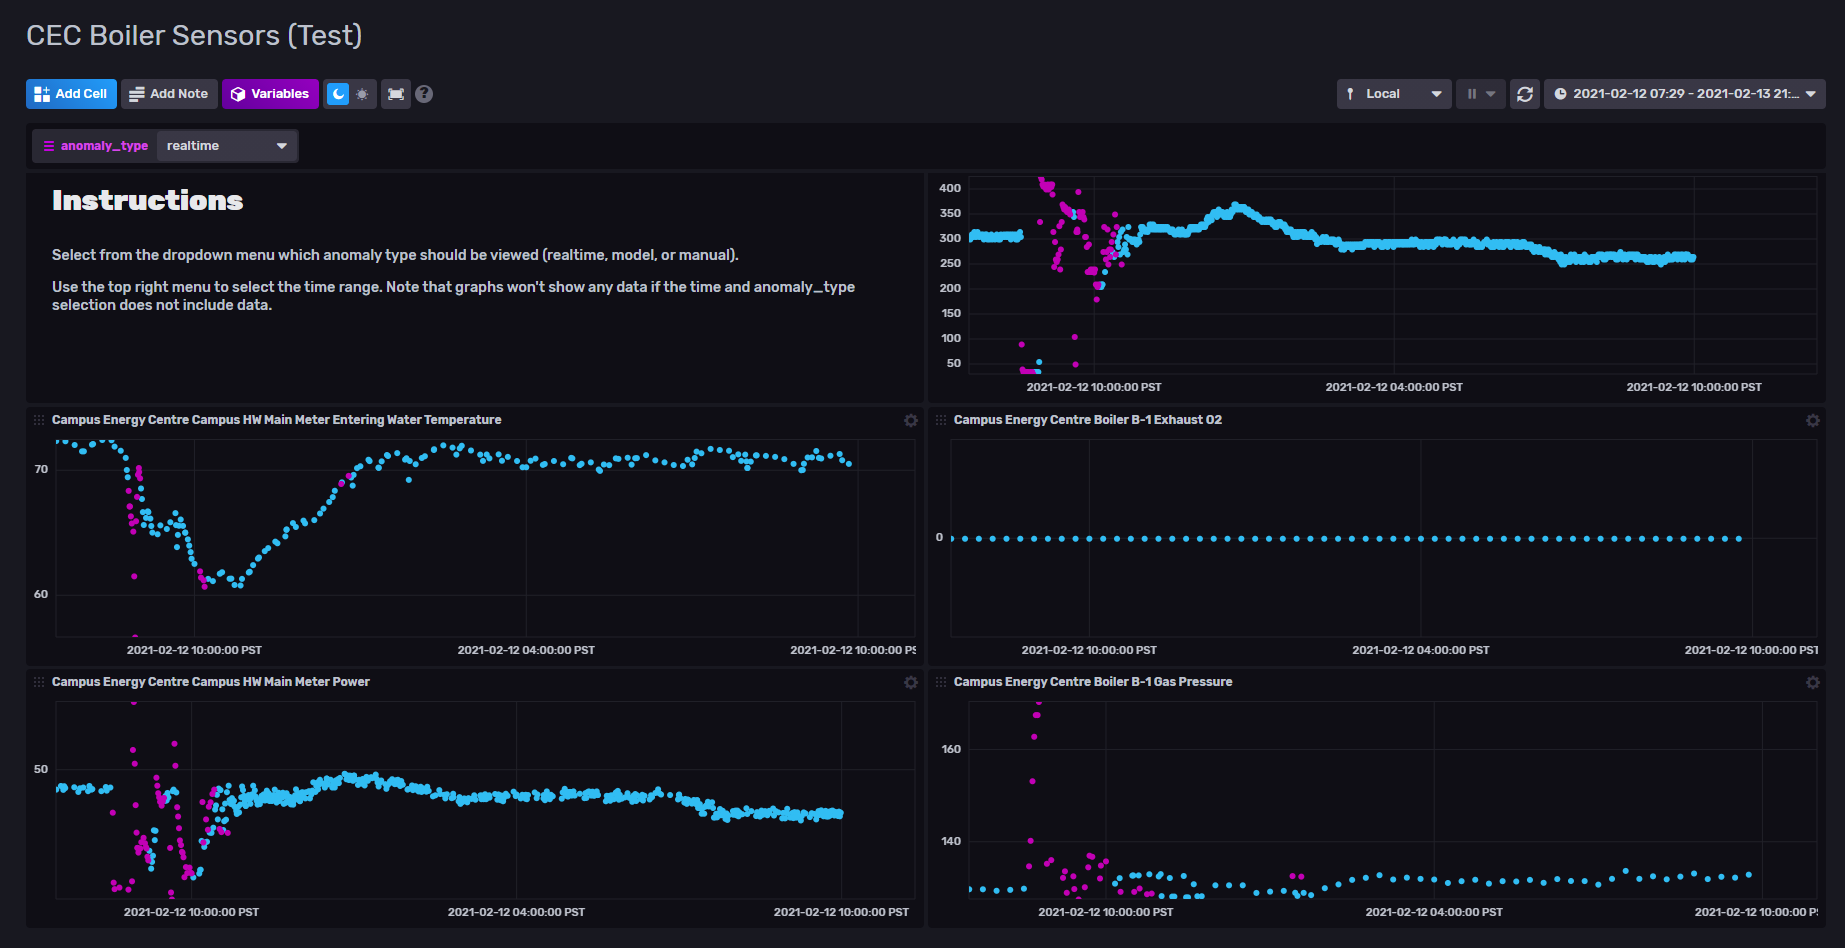 CEC Boiler Sensors (Test)
Add Cell Add Note Variables ? Local 2021-02-12 07:29 - 2021-02-13 21:...
anomaly_type realtime
Instructions
Select from the dropdown menu which anomaly type should be viewed (realtime, model, or manual).
Use the top right menu to select the time range. Note that graphs won't show any data if the time and anomaly_type
selection does not include data.
400
350
300
250
200
150
100
50
2021-02-12 10:00:00 PST 2021-02-12 04:00:00 PST 2021-02-12 10:00:00 PST
Campus Energy Centre Campus HW Main Meter Entering Water Temperature
70
60
2021-02-12 10:00:00 PST 2021-02-12 04:00:00 PST 2021-02-12 10:00:00 PS
Campus Energy Centre Boiler B-1 Exhaust O2
0
2021-02-12 10:00:00 PST 2021-02-12 04:00:00 PST 2021-02-12 10:00:00 PST
Campus Energy Centre Campus HW Main Meter Power
50
2021-02-12 10:00:00 PST 2021-02-12 04:00:00 PST 2021-02-12 10:00:00 PST
Campus Energy Centre Boiler B-1 Gas Pressure
160
140
2021-02-12 10:00:00 PST 2021-02-12 04:00:00 PST 2021-02-12 10:00:00 P